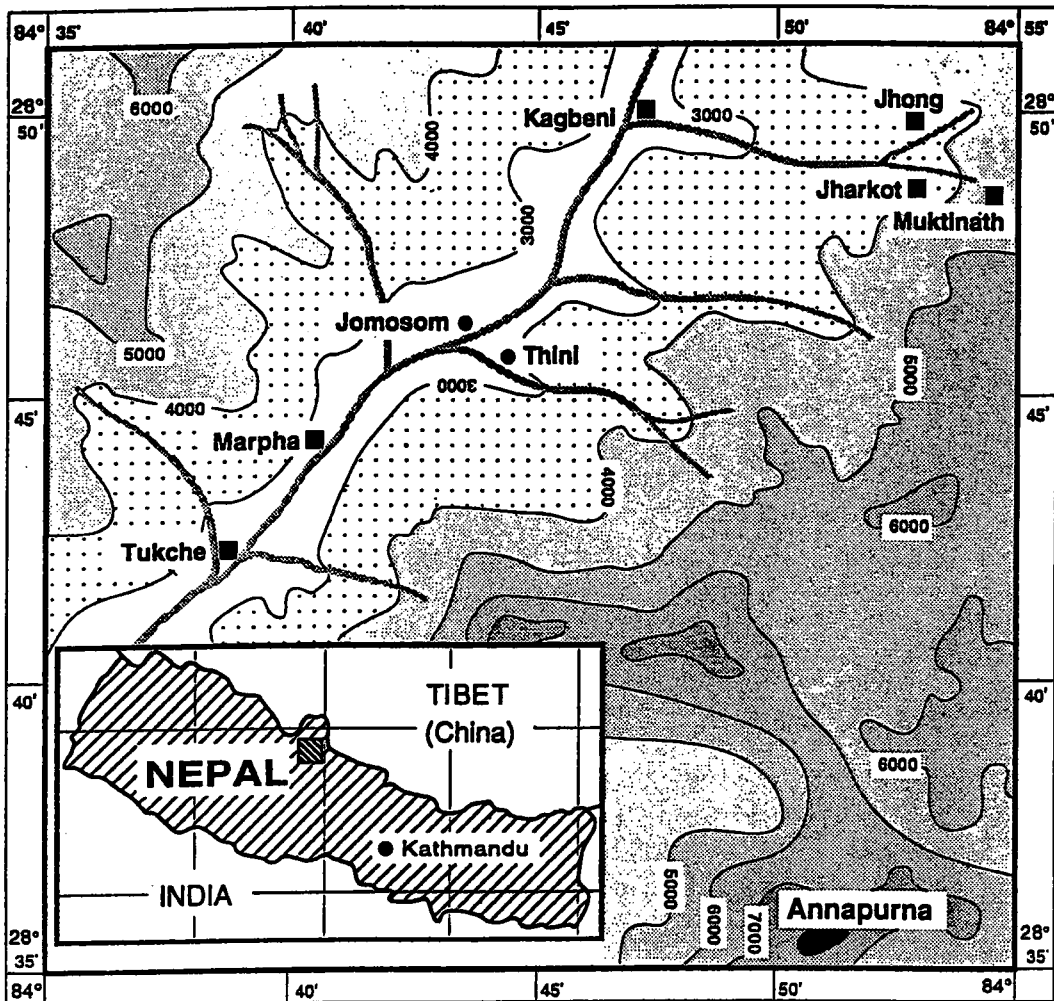 84° 35' 40' 45' 50' 84° 55'
28° 50'
28° 50'
6000
4000
Kagbeni
3000
Jhong
Jharkot
Muktinath
3000
Jomosom
Thini
5000
3000
5000
4000
45'
45'
Marpha
4000
6000
Tukche
40'
40'
TIBET
(China)
NEPAL
6000
Kathmandu
INDIA
5000
6000
7000
Annapurna
28° 35'
28° 35'
84° 35' 40' 45' 50' 84° 55'